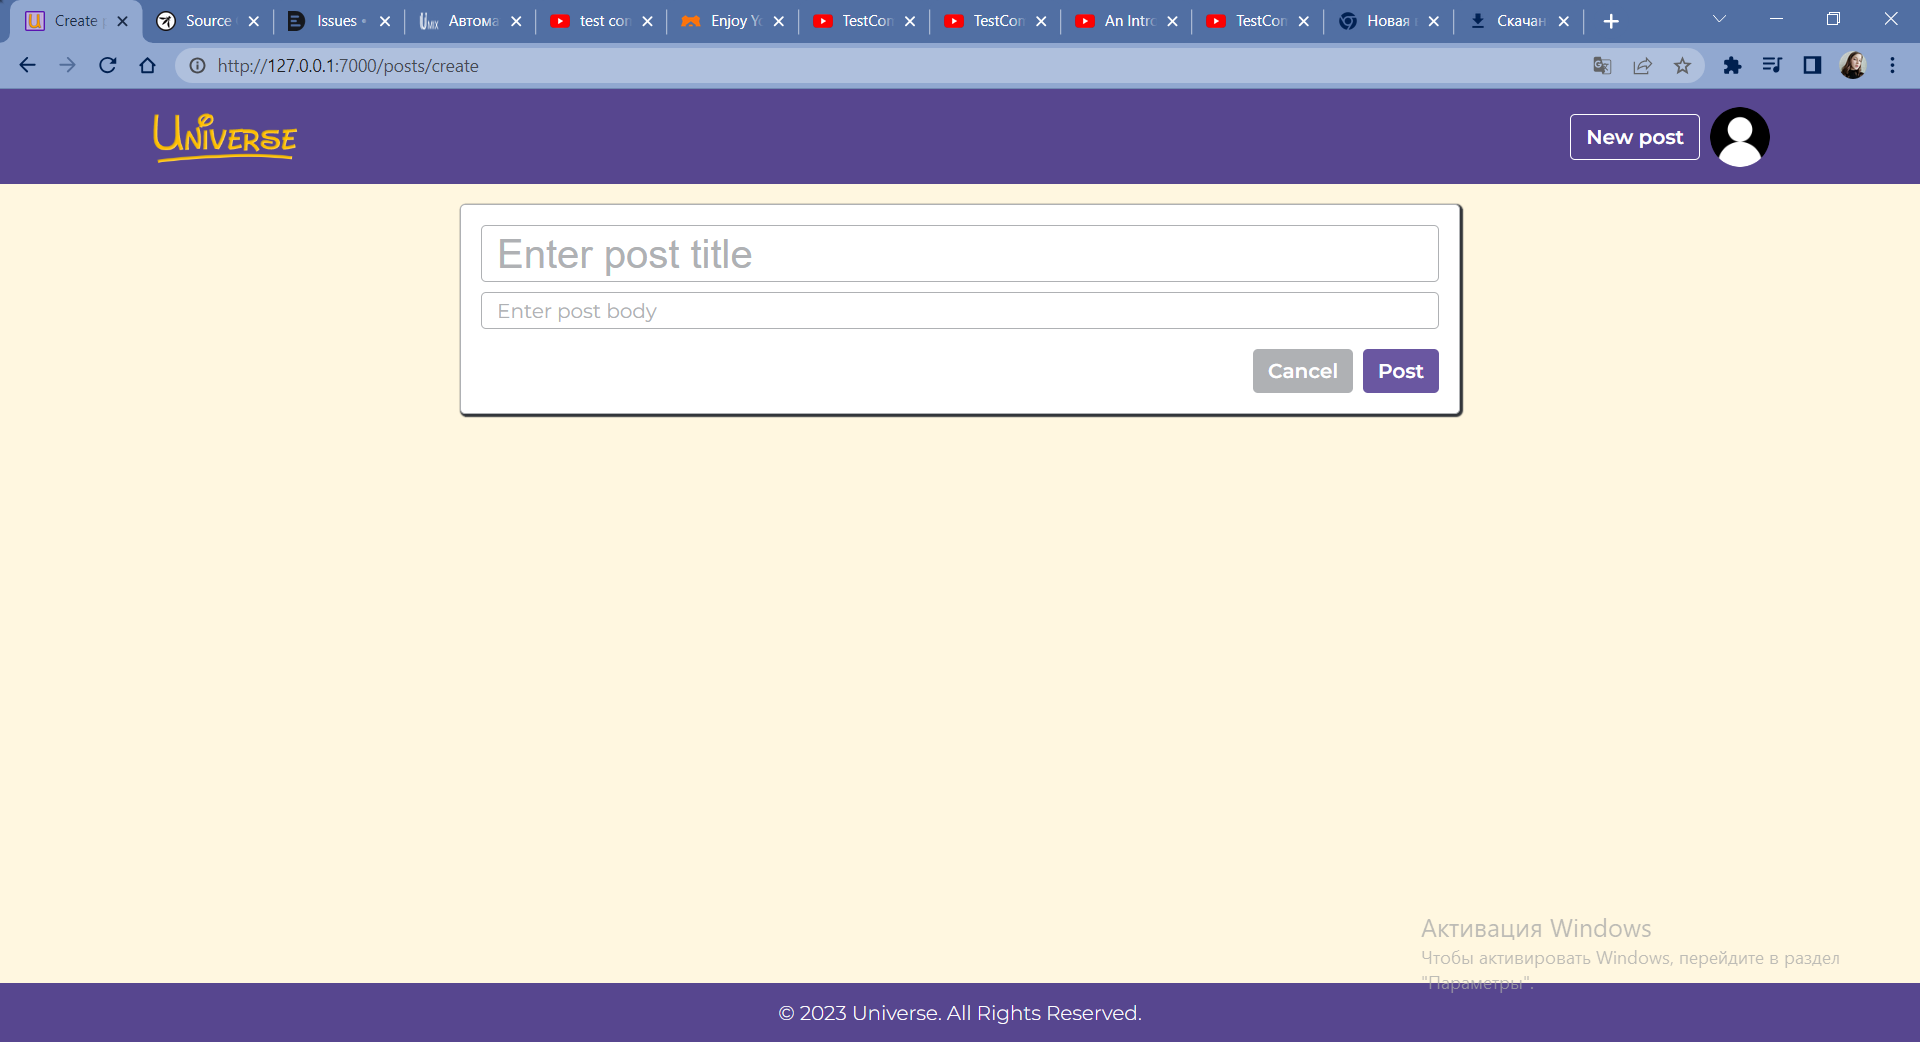 Create
Source
Issues
Автома
test con
Enjoy Yo
TestCon
TestCon
An Intro
TestCon
Новая
Скачан
http://127.0.0.1:7000/posts/create
UNIVERSE
New post
Enter post title
Enter post body
Cancel
Post
Активация Windows
Чтобы активировать Windows, перейдите в раздел
"Параметры".
© 2023 Universe. All Rights Reserved.